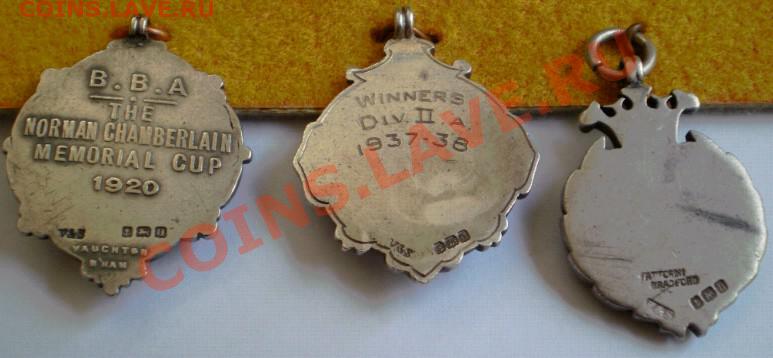 COINS.LAVE.RU
B.B.A
THE
NORMAN CHAMBERLAIN
MEMORIAL CUP
1920
V&S
VAUGHTON
B'HAM
WINNERS
DIV. II A
1937-38
V&S
FATTORINI
BRADFORD
COINS.LAVE.RU